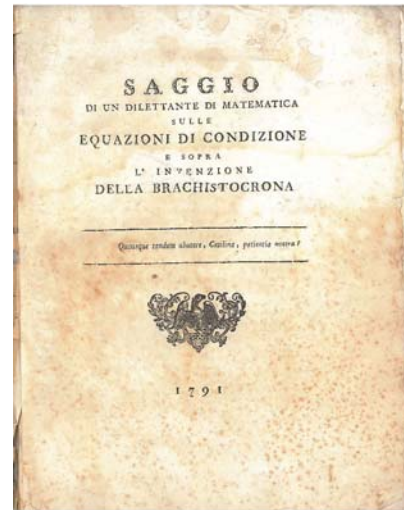 SAGGIO
DI UN DILETTANTE DI MATEMATICA
SULLE
EQUAZIONI DI CONDIZIONE
E SOPRA
L' INVENZIONE
DELLA BRACHISTOCRONA
Quousque tandem abutere, Catilina, patientia nostra?
1791